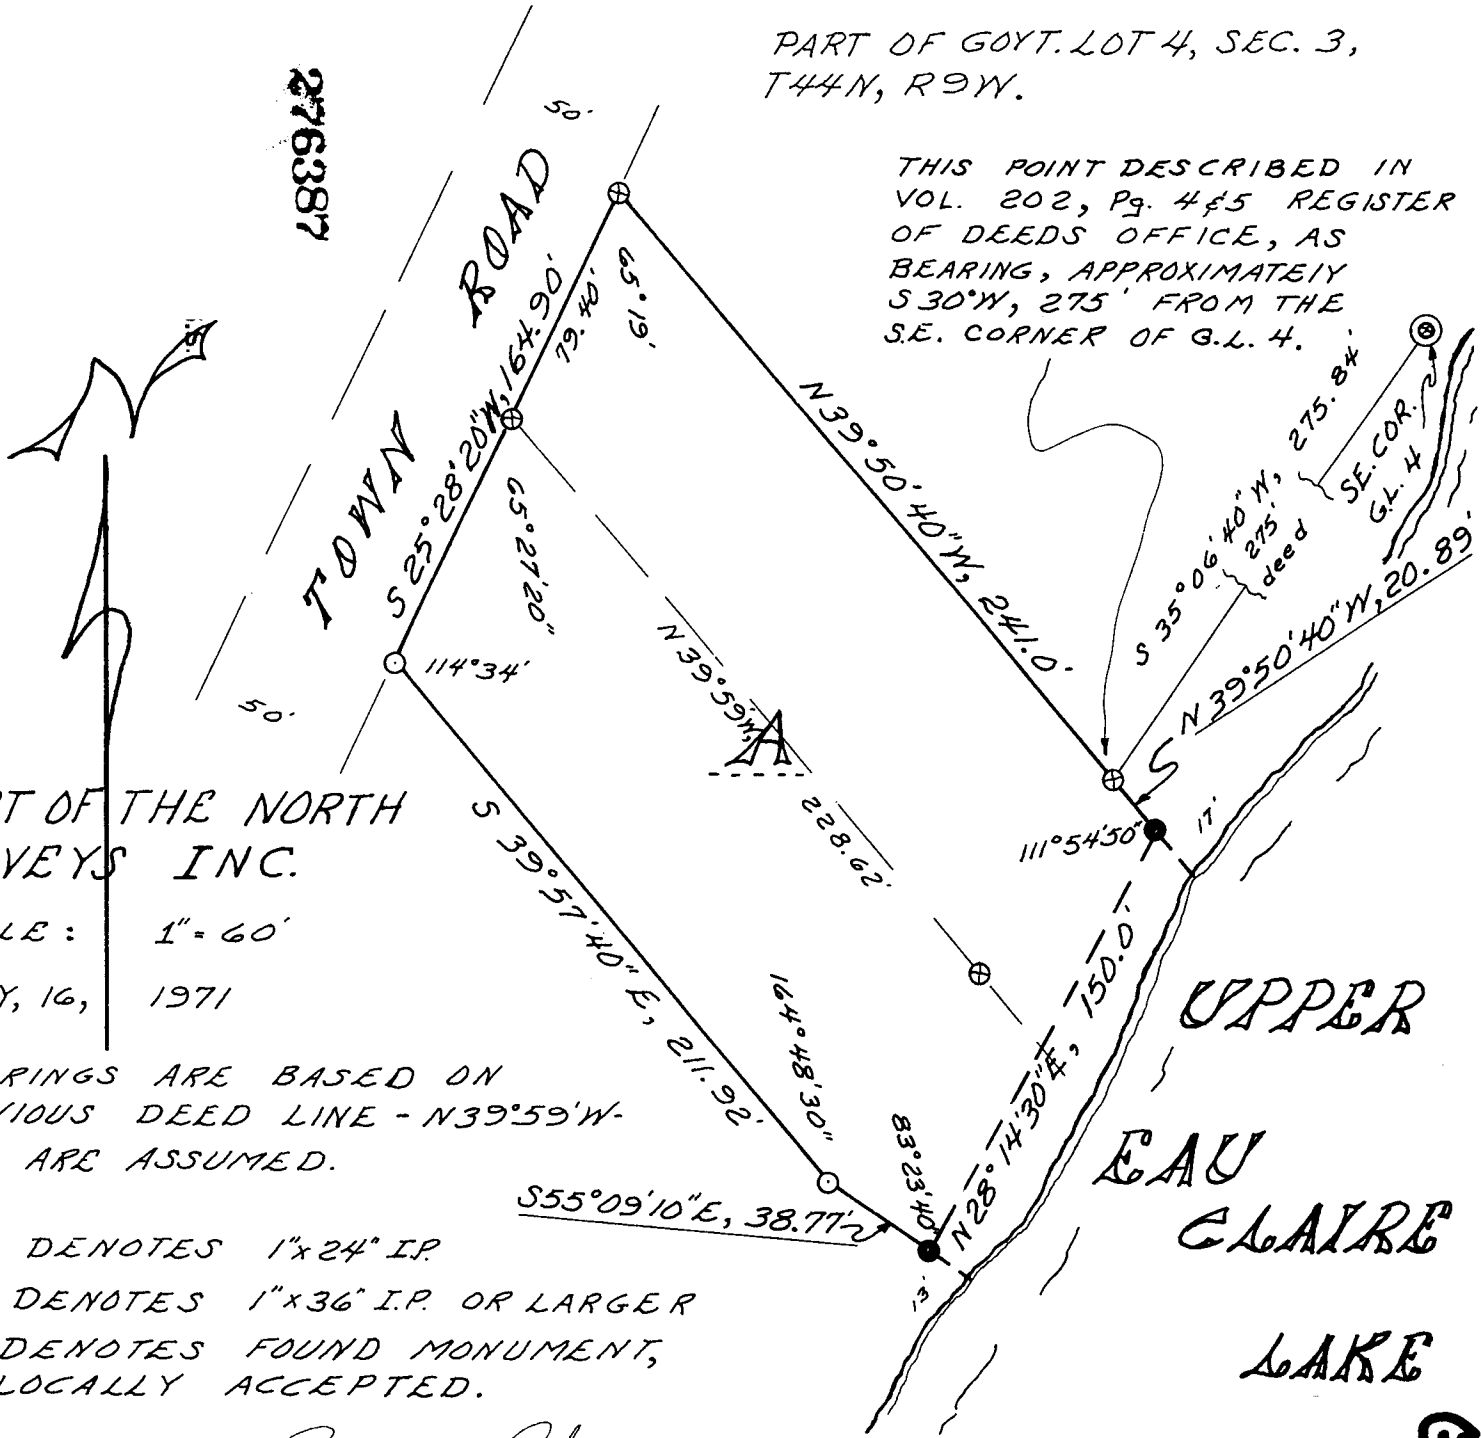 PART OF GOVT. LOT 4, SEC. 3,
T44N, R9W.
276387
THIS POINT DESCRIBED IN
VOL. 202, Pg. 4 & 5 REGISTER
OF DEEDS OFFICE, AS
BEARING, APPROXIMATELY
S 30° W, 275' FROM THE
S.E. CORNER OF G.L. 4.
50'
TOWN ROAD
S 25° 28' 20" W, 164.90'
79.40'
65° 19'
65° 27' 20"
114° 34'
50'
N 39° 50' 40" W, 241.0'
N 39° 59' W,
228.62'
A
S 35° 06' 40" W, 275.84'
275'
deed
SE. COR.
G.L. 4
N 39° 50' 40" W, 20.89'
17'
111° 54' 50"
N 28° 14' 30" E, 150.0'
S 39° 57' 40" E, 211.92'
164° 48' 30"
83° 23' 40"
S 55° 09' 10" E, 38.77'
13'
T OF THE NORTH
VEYS INC.
LE: 1" = 60'
Y, 16, 1971
RINGS ARE BASED ON
VIOUS DEED LINE - N39°59'W-
ARE ASSUMED.
DENOTES 1" x 24" I.P.
DENOTES 1" x 36" I.P. OR LARGER
DENOTES FOUND MONUMENT,
LOCALLY ACCEPTED.
UPPER
EAU
CLAIRE
LAKE